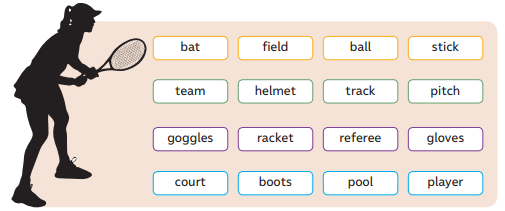 bat field ball stick
team helmet track pitch
goggles racket referee gloves
court boots pool player